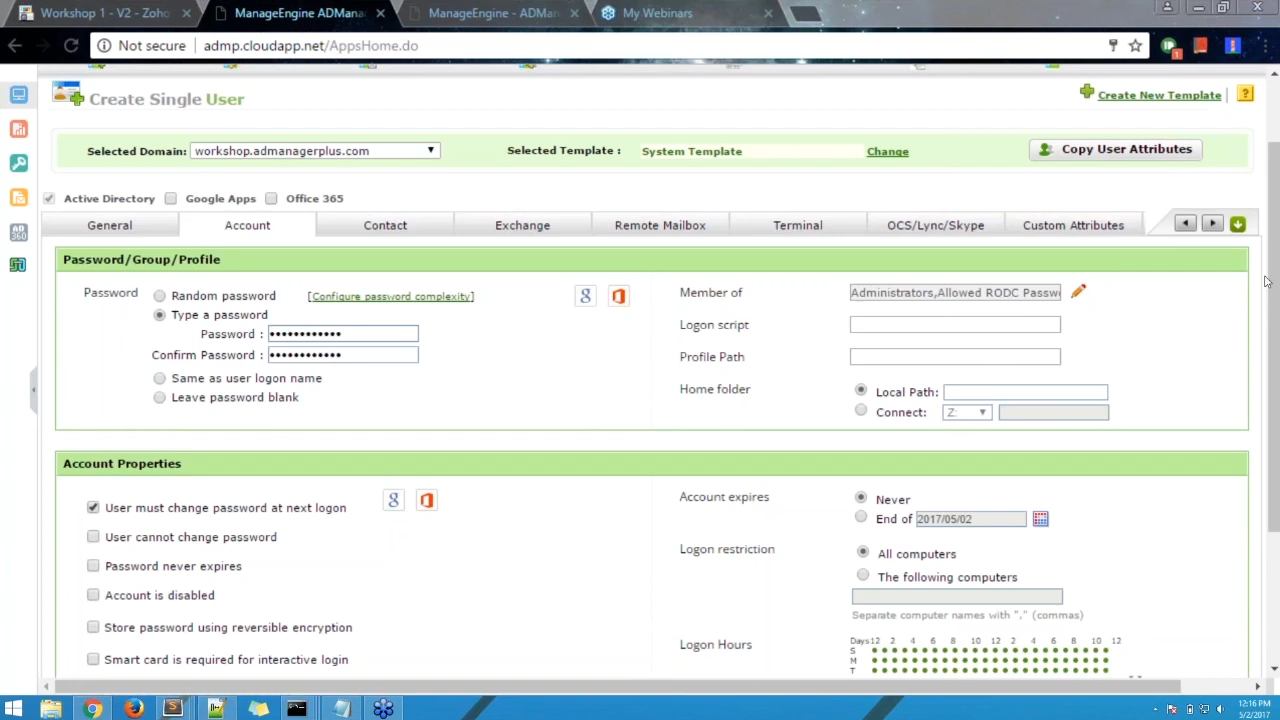 Workshop 1 - V2 - Zoho
ManageEngine ADMana
ManageEngine - ADMan
My Webinars
Not secure
admp.cloudapp.net/AppsHome.do
1
Create Single User
Create New Template
?
Selected Domain:
workshop.admanagerplus.com
Selected Template :
System Template
Change
Copy User Attributes
Active Directory
Google Apps
Office 365
General
Account
Contact
Exchange
Remote Mailbox
Terminal
OCS/Lync/Skype
Custom Attributes
Password/Group/Profile
Password
Random password
[Configure password complexity]
Type a password
Password :
••••••••••••
Confirm Password :
••••••••••••
Same as user logon name
Leave password blank
Member of
Administrators,Allowed RODC Passw
Logon script
Profile Path
Home folder
Local Path:
Connect:
Z:
Account Properties
User must change password at next logon
User cannot change password
Password never expires
Account is disabled
Store password using reversible encryption
Smart card is required for interactive login
Account expires
Never
End of
2017/05/02
Logon restriction
All computers
The following computers
Separate computer names with "," (commas)
Logon Hours
Days 12 2 4 6 8 10 12 2 4 6 8 10 12
S
M
T
AD
360
12:16 PM
5/2/2017